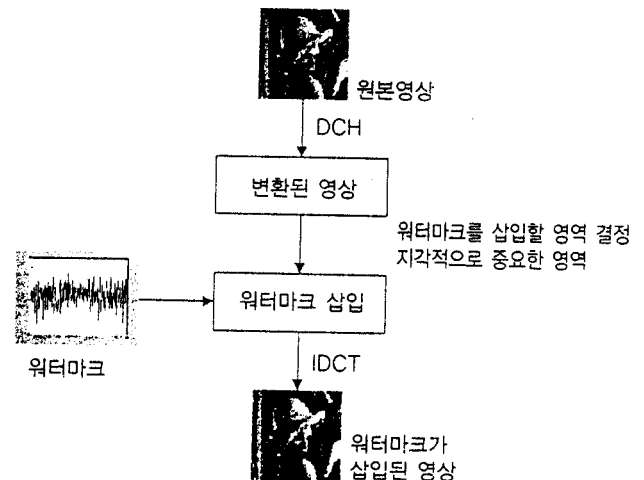 원본영상
DCH
변환된 영상
워터마크를 삽입할 영역 결정
지각적으로 중요한 영역
워터마크 삽입
워터마크
IDCT
워터마크가
삽입된 영상